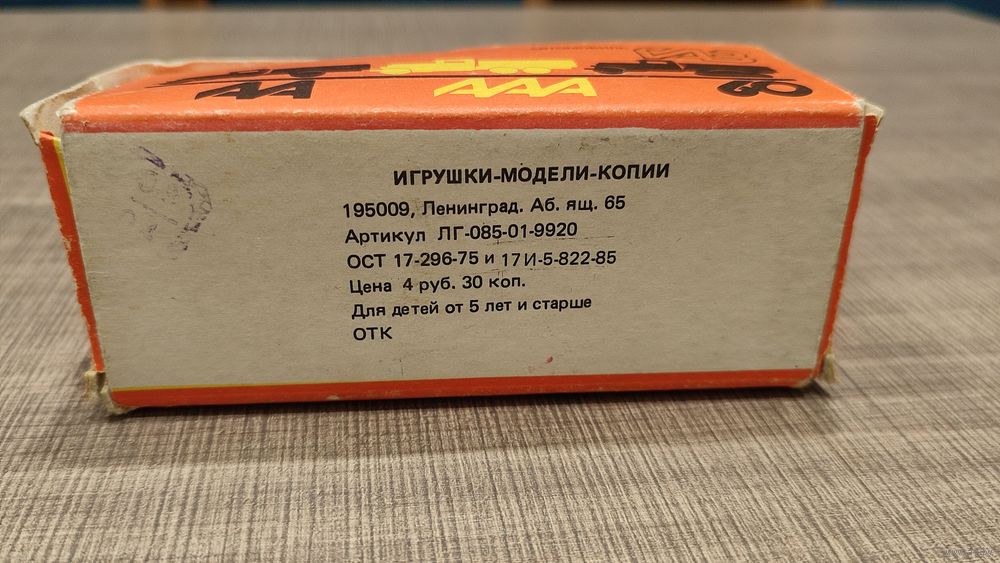 ИГРУШКИ-МОДЕЛИ-КОПИИ
195009, Ленинград. Аб. ящ. 65
Артикул ЛГ-085-01-9920
ОСТ 17-296-75 и 17И-5-822-85
Цена 4 руб. 30 коп.
Для детей от 5 лет и старше
ОТК